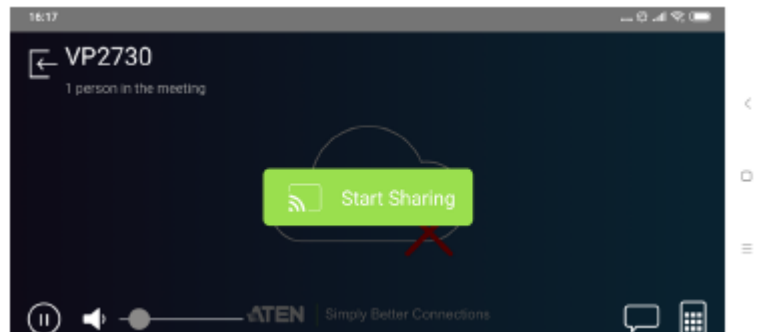 16:17
VP2730
1 person in the meeting
Start Sharing
ATEN Simply Better Connections